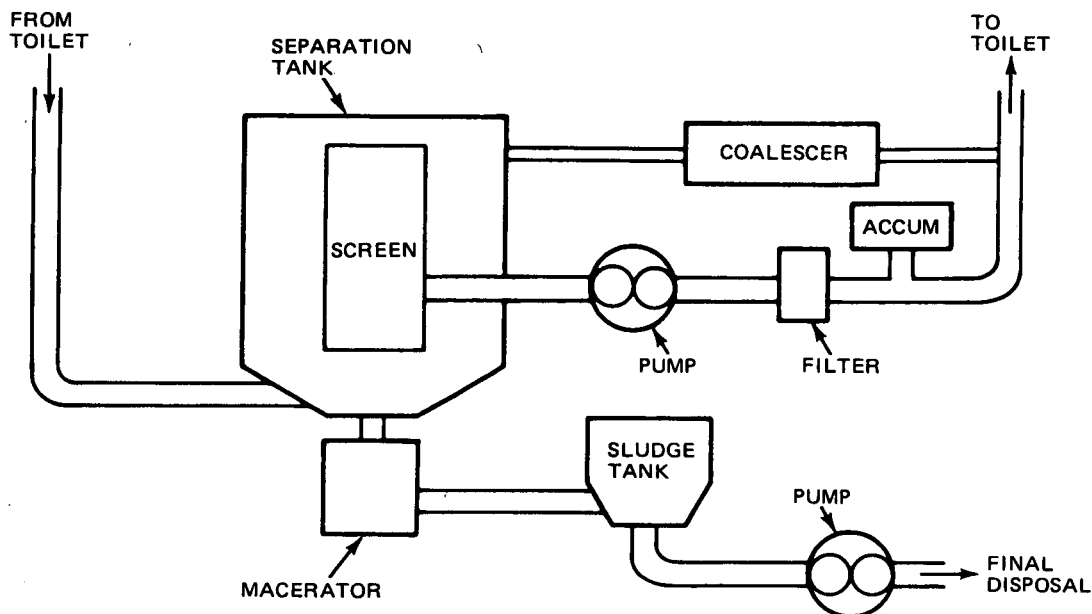 FROM
TOILET
SEPARATION
TANK
TO
TOILET
COALESCER
ACCUM
SCREEN
PUMP
FILTER
SLUDGE
TANK
PUMP
MACERATOR
FINAL
DISPOSAL